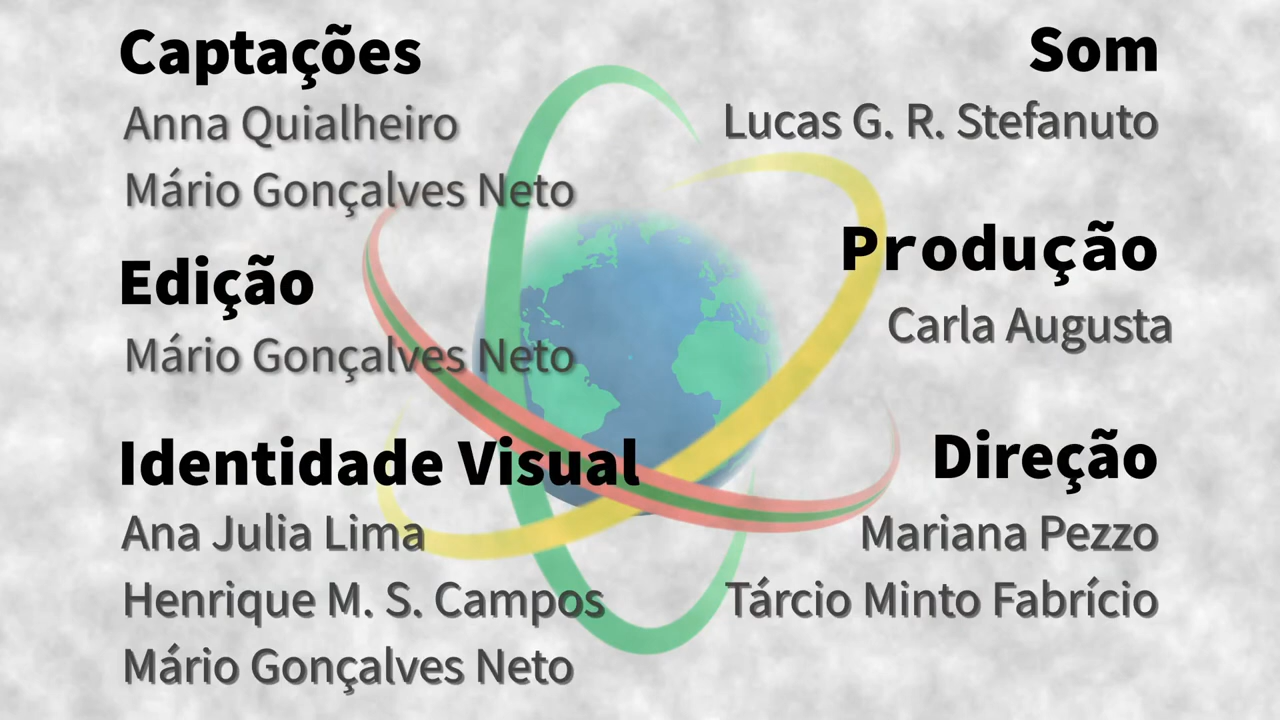 Captações
Anna Quialheiro
Mário Gonçalves Neto
Edição
Mário Gonçalves Neto
Identidade Visual
Ana Julia Lima
Henrique M. S. Campos
Mário Gonçalves Neto
Som
Lucas G. R. Stefanuto
Produção
Carla Augusta
Direção
Mariana Pezzo
Tárcio Minto Fabrício